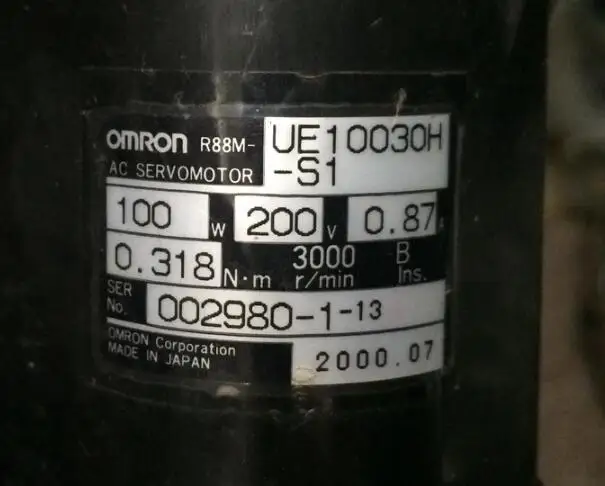 OMRON R88M-UE10030H
AC SERVOMOTOR -S1
100 W 200 V 0.87
0.318 N·m 3000 r/min B Ins.
SER No. 002980-1-13
OMRON Corporation
MADE IN JAPAN 2000.07